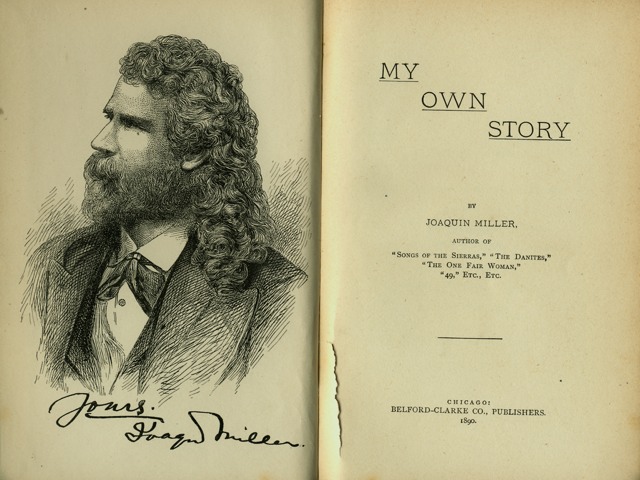 Yours.
Joaquin Miller.
MY
OWN
STORY
BY
JOAQUIN MILLER,
AUTHOR OF
"SONGS OF THE SIERRAS," "THE DANITES,"
"THE ONE FAIR WOMAN,"
"49," ETC., ETC.
CHICAGO:
BELFORD-CLARKE CO., PUBLISHERS.
1890.